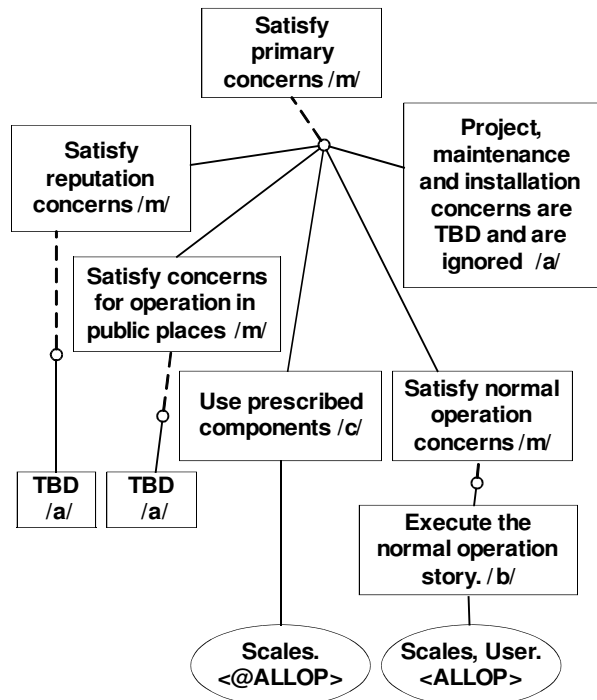 Satisfy
primary
concerns /m/
Satisfy
reputation
concerns /m/
Project,
maintenance
and installation
concerns are
TBD and are
ignored /a/
Satisfy concerns
for operation in
public places /m/
Use prescribed
components /c/
Satisfy normal
operation
concerns /m/
TBD
/a/
TBD
/a/
Execute the
normal operation
story. /b/
Scales.
<@ALLOP>
Scales, User.
<ALLOP>